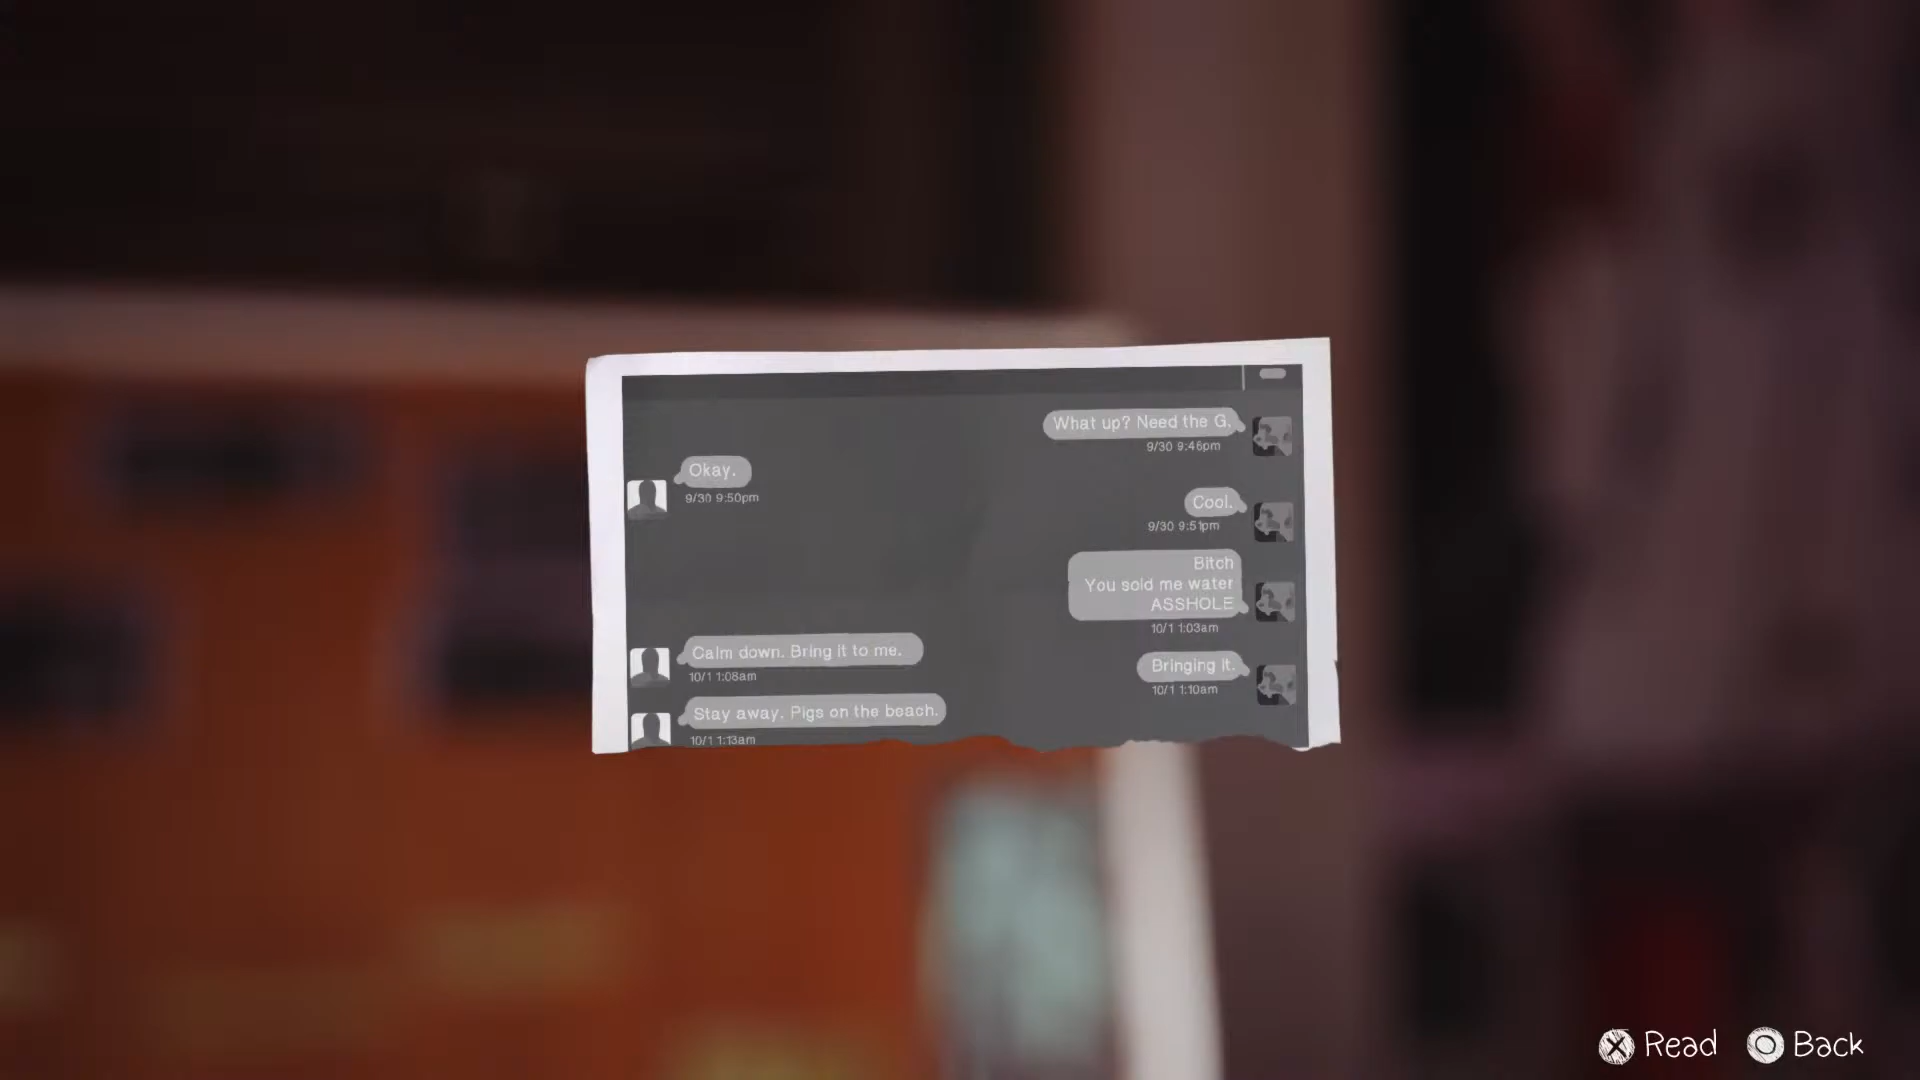 What up? Need the G.
9/30 9:46pm
Okay.
9/30 9:50pm
Cool.
9/30 9:51pm
Bitch
You sold me water
ASSHOLE
10/1 1:03am
Calm down. Bring it to me.
10/1 1:08am
Bringing it.
10/1 1:10am
Stay away. Pigs on the beach.
10/1 1:13am
Read
Back